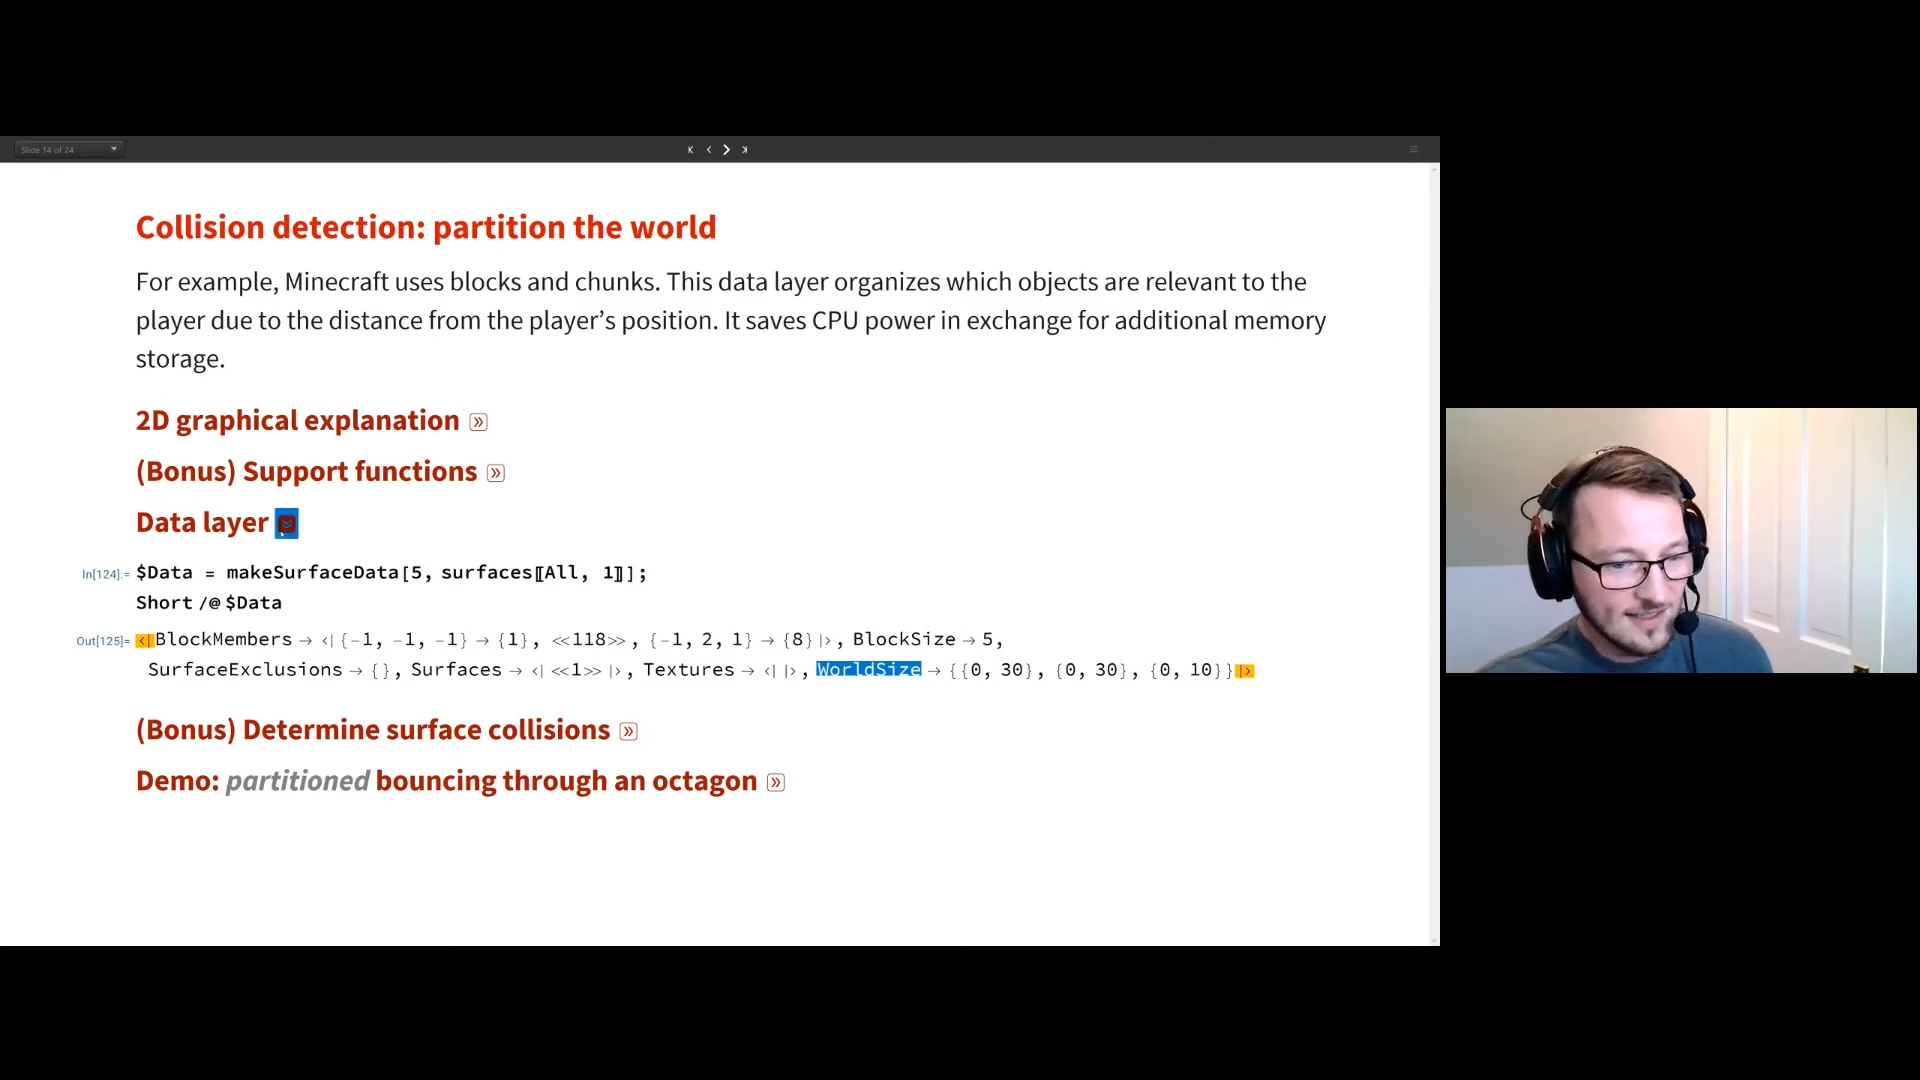 Slide 14 of 24
Collision detection: partition the world
For example, Minecraft uses blocks and chunks. This data layer organizes which objects are relevant to the
player due to the distance from the player’s position. It saves CPU power in exchange for additional memory
storage.
2D graphical explanation
(Bonus) Support functions
Data layer
In[124]:= $Data = makeSurfaceData[5, surfaces〚All, 1〛];
Short /@ $Data
Out[125]= <|BlockMembers → <|{-1, -1, -1} → {1}, <<118>>, {-1, 2, 1} → {8}|>, BlockSize → 5,
SurfaceExclusions → {}, Surfaces → <|<<1>>|>, Textures → <||>, WorldSize → {{0, 30}, {0, 30}, {0, 10}}|>
(Bonus) Determine surface collisions
Demo: partitioned bouncing through an octagon